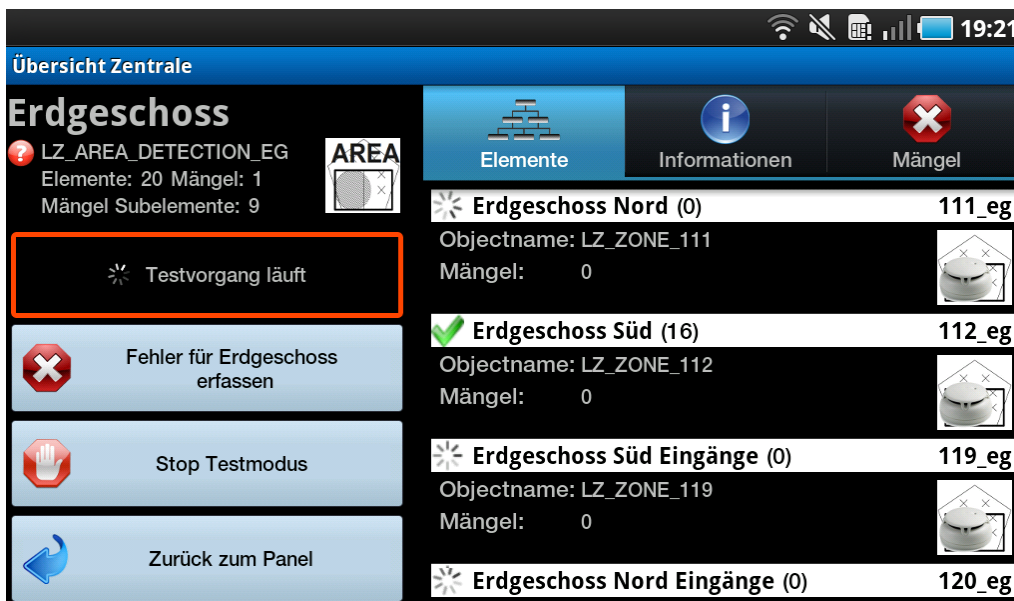 19:21
Übersicht Zentrale
Erdgeschoss
LZ_AREA_DETECTION_EG
Elemente: 20 Mängel: 1
Mängel Subelemente: 9
AREA
Testvorgang läuft
Fehler für Erdgeschoss
erfassen
Stop Testmodus
Zurück zum Panel
Elemente
Informationen
Mängel
Erdgeschoss Nord (0) 111_eg
Objectname: LZ_ZONE_111
Mängel: 0
Erdgeschoss Süd (16) 112_eg
Objectname: LZ_ZONE_112
Mängel: 0
Erdgeschoss Süd Eingänge (0) 119_eg
Objectname: LZ_ZONE_119
Mängel: 0
Erdgeschoss Nord Eingänge (0) 120_eg